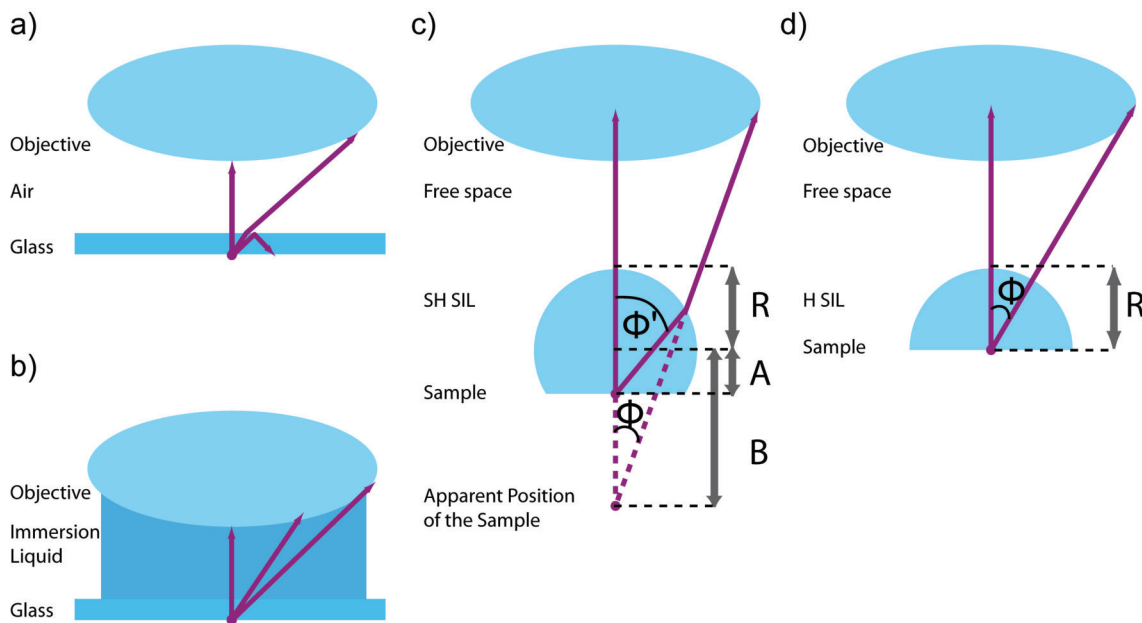 a)
Objective
Air
Glass
b)
Objective
Immersion
Liquid
Glass
c)
Objective
Free space
SH SIL
Φ'
R
Sample
A
Φ
B
Apparent Position
of the Sample
d)
Objective
Free space
H SIL
Φ
R
Sample